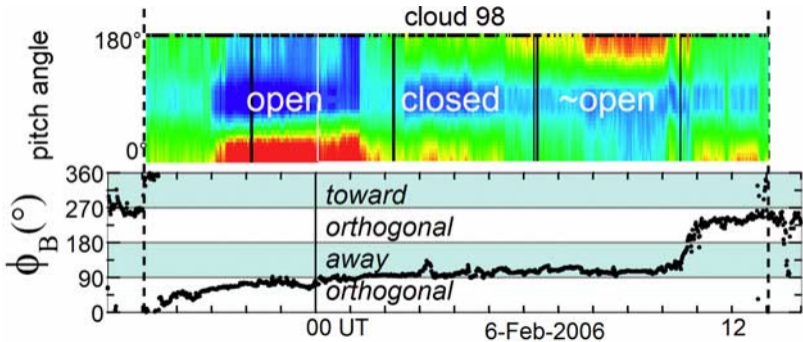 cloud 98
180°
pitch angle
open closed ~open
0°
360
toward
270
orthogonal
ϕB(°)
180
away
90
orthogonal
0
00 UT 6-Feb-2006 12